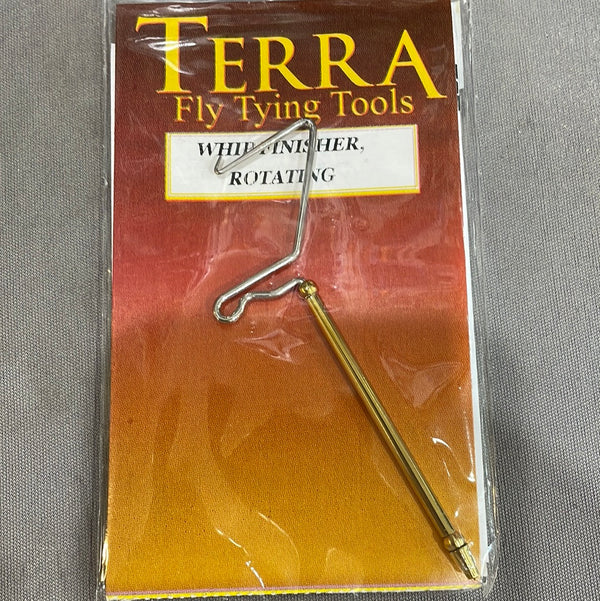 TERRA
Fly Tying Tools
WHIP FINISHER,
ROTATING